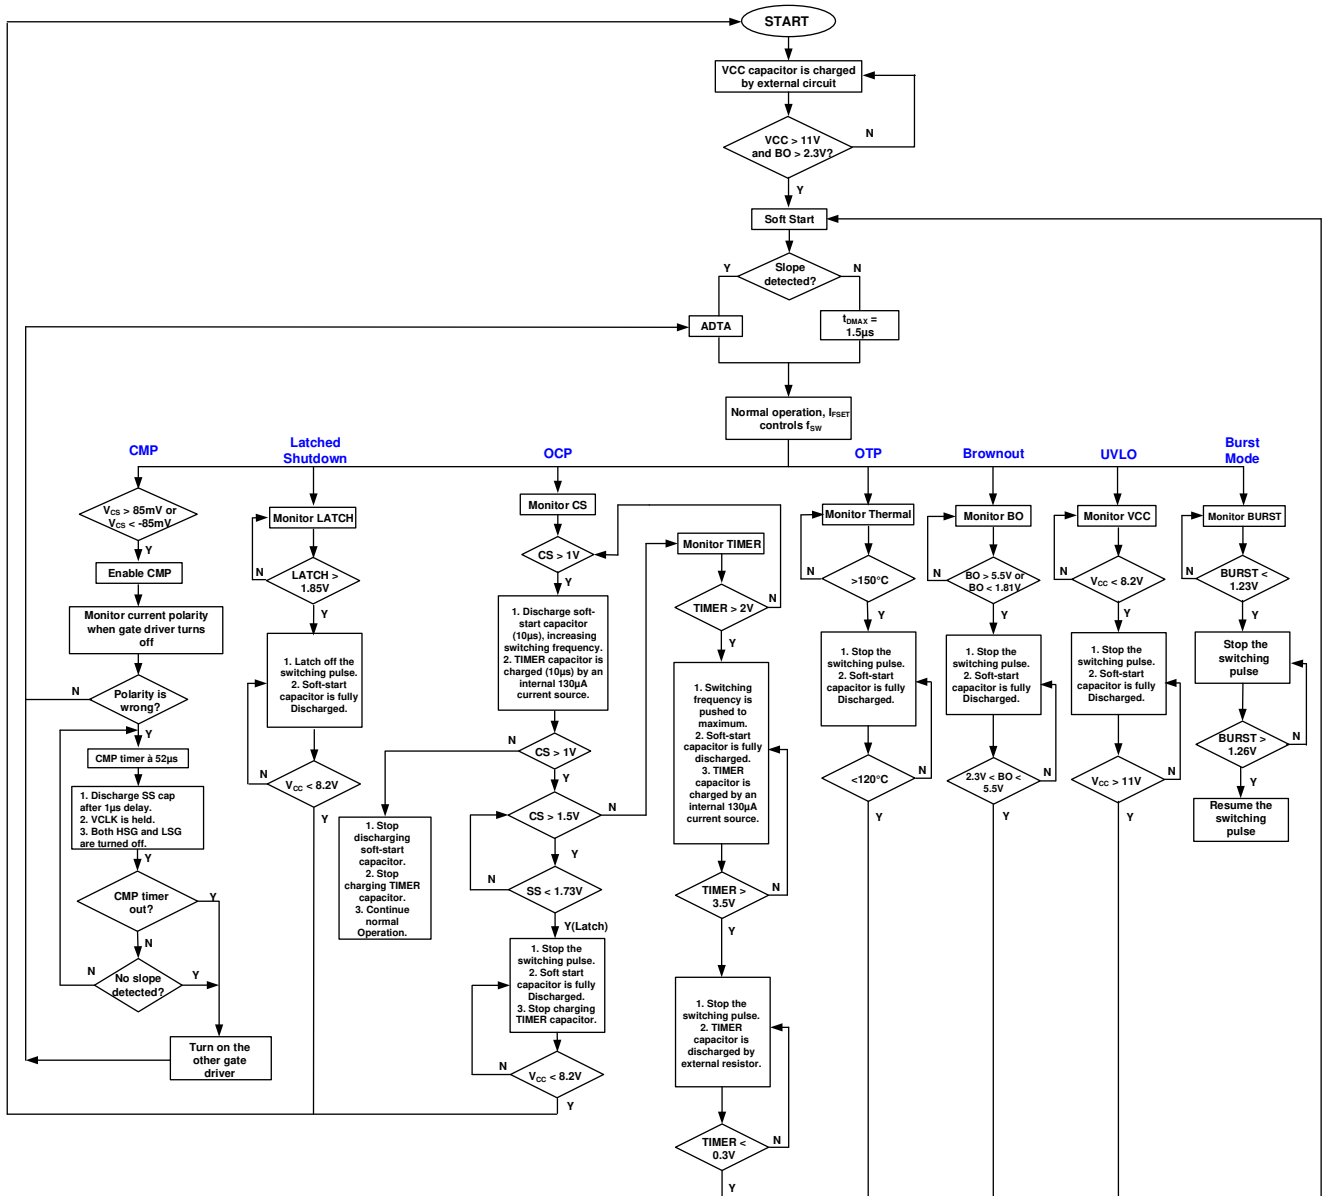 START
VCC capacitor is charged
by external circuit
VCC > 11V
and BO > 2.3V?
N
Y
Soft Start
Y
Slope
detected?
N
ADTA
tDMAX =
1.5µs
Normal operation, IFSET
controls fSW
CMP
VCS > 85mV or
VCS < -85mV
Y
Enable CMP
Monitor current polarity
when gate driver turns
off
N
Polarity is
wrong?
Y
CMP timer à 52µs
1. Discharge SS cap
after 1µs delay.
2. VCLK is held.
3. Both HSG and LSG
are turned off.
Y
CMP timer
out?
Y
N
N
No slope
detected?
Y
Turn on the
other gate
driver
Latched
Shutdown
Monitor LATCH
N
LATCH >
1.85V
Y
1. Latch off the
switching pulse.
2. Soft-start
capacitor is fully
Discharged.
N
VCC < 8.2V
Y
OCP
Monitor CS
CS > 1V
Y
1. Discharge soft-
start capacitor
(10µs), increasing
switching frequency.
2. TIMER capacitor is
charged (10µs) by an
internal 130µA
current source.
N
CS > 1V
Y
1. Stop
discharging
soft-start
capacitor.
2. Stop
charging TIMER
capacitor.
3. Continue
normal
Operation.
CS > 1.5V
N
Y
N
SS < 1.73V
Y(Latch)
1. Stop the
switching pulse.
2. Soft start
capacitor is fully
Discharged.
3. Stop charging
TIMER capacitor.
N
VCC < 8.2V
Y
Monitor TIMER
TIMER > 2V
N
Y
1. Switching
frequency is
pushed to
maximum.
2. Soft-start
capacitor is fully
discharged.
3. TIMER
capacitor is
charged by an
internal 130µA
current source.
TIMER >
3.5V
N
Y
1. Stop the
switching pulse.
2. TIMER
capacitor is
discharged by
external resistor.
TIMER <
0.3V
N
Y
OTP
Monitor Thermal
N
>150°C
Y
1. Stop the
switching pulse.
2. Soft-start
capacitor is fully
Discharged.
<120°C
N
Y
Brownout
Monitor BO
N
BO > 5.5V or
BO < 1.81V
Y
1. Stop the
switching pulse.
2. Soft-start
capacitor is fully
Discharged.
2.3V < BO <
5.5V
N
Y
UVLO
Monitor VCC
N
VCC < 8.2V
Y
1. Stop the
switching pulse.
2. Soft-start
capacitor is fully
Discharged.
VCC > 11V
N
Y
Burst
Mode
Monitor BURST
N
BURST <
1.23V
Y
Stop the
switching
pulse
BURST >
1.26V
N
Y
Resume the
switching
pulse